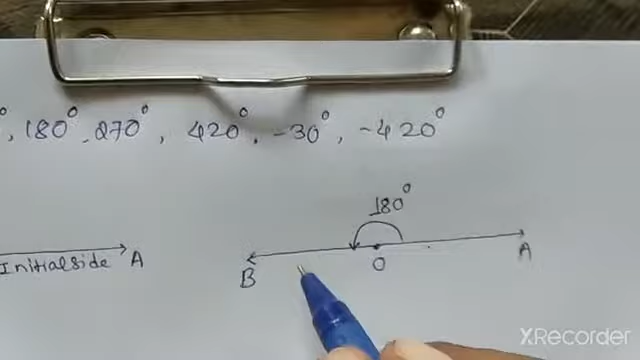 °, 180°, 270°, 420°, -30°, -420°
180°
Initialside A
B O A
XRecorder